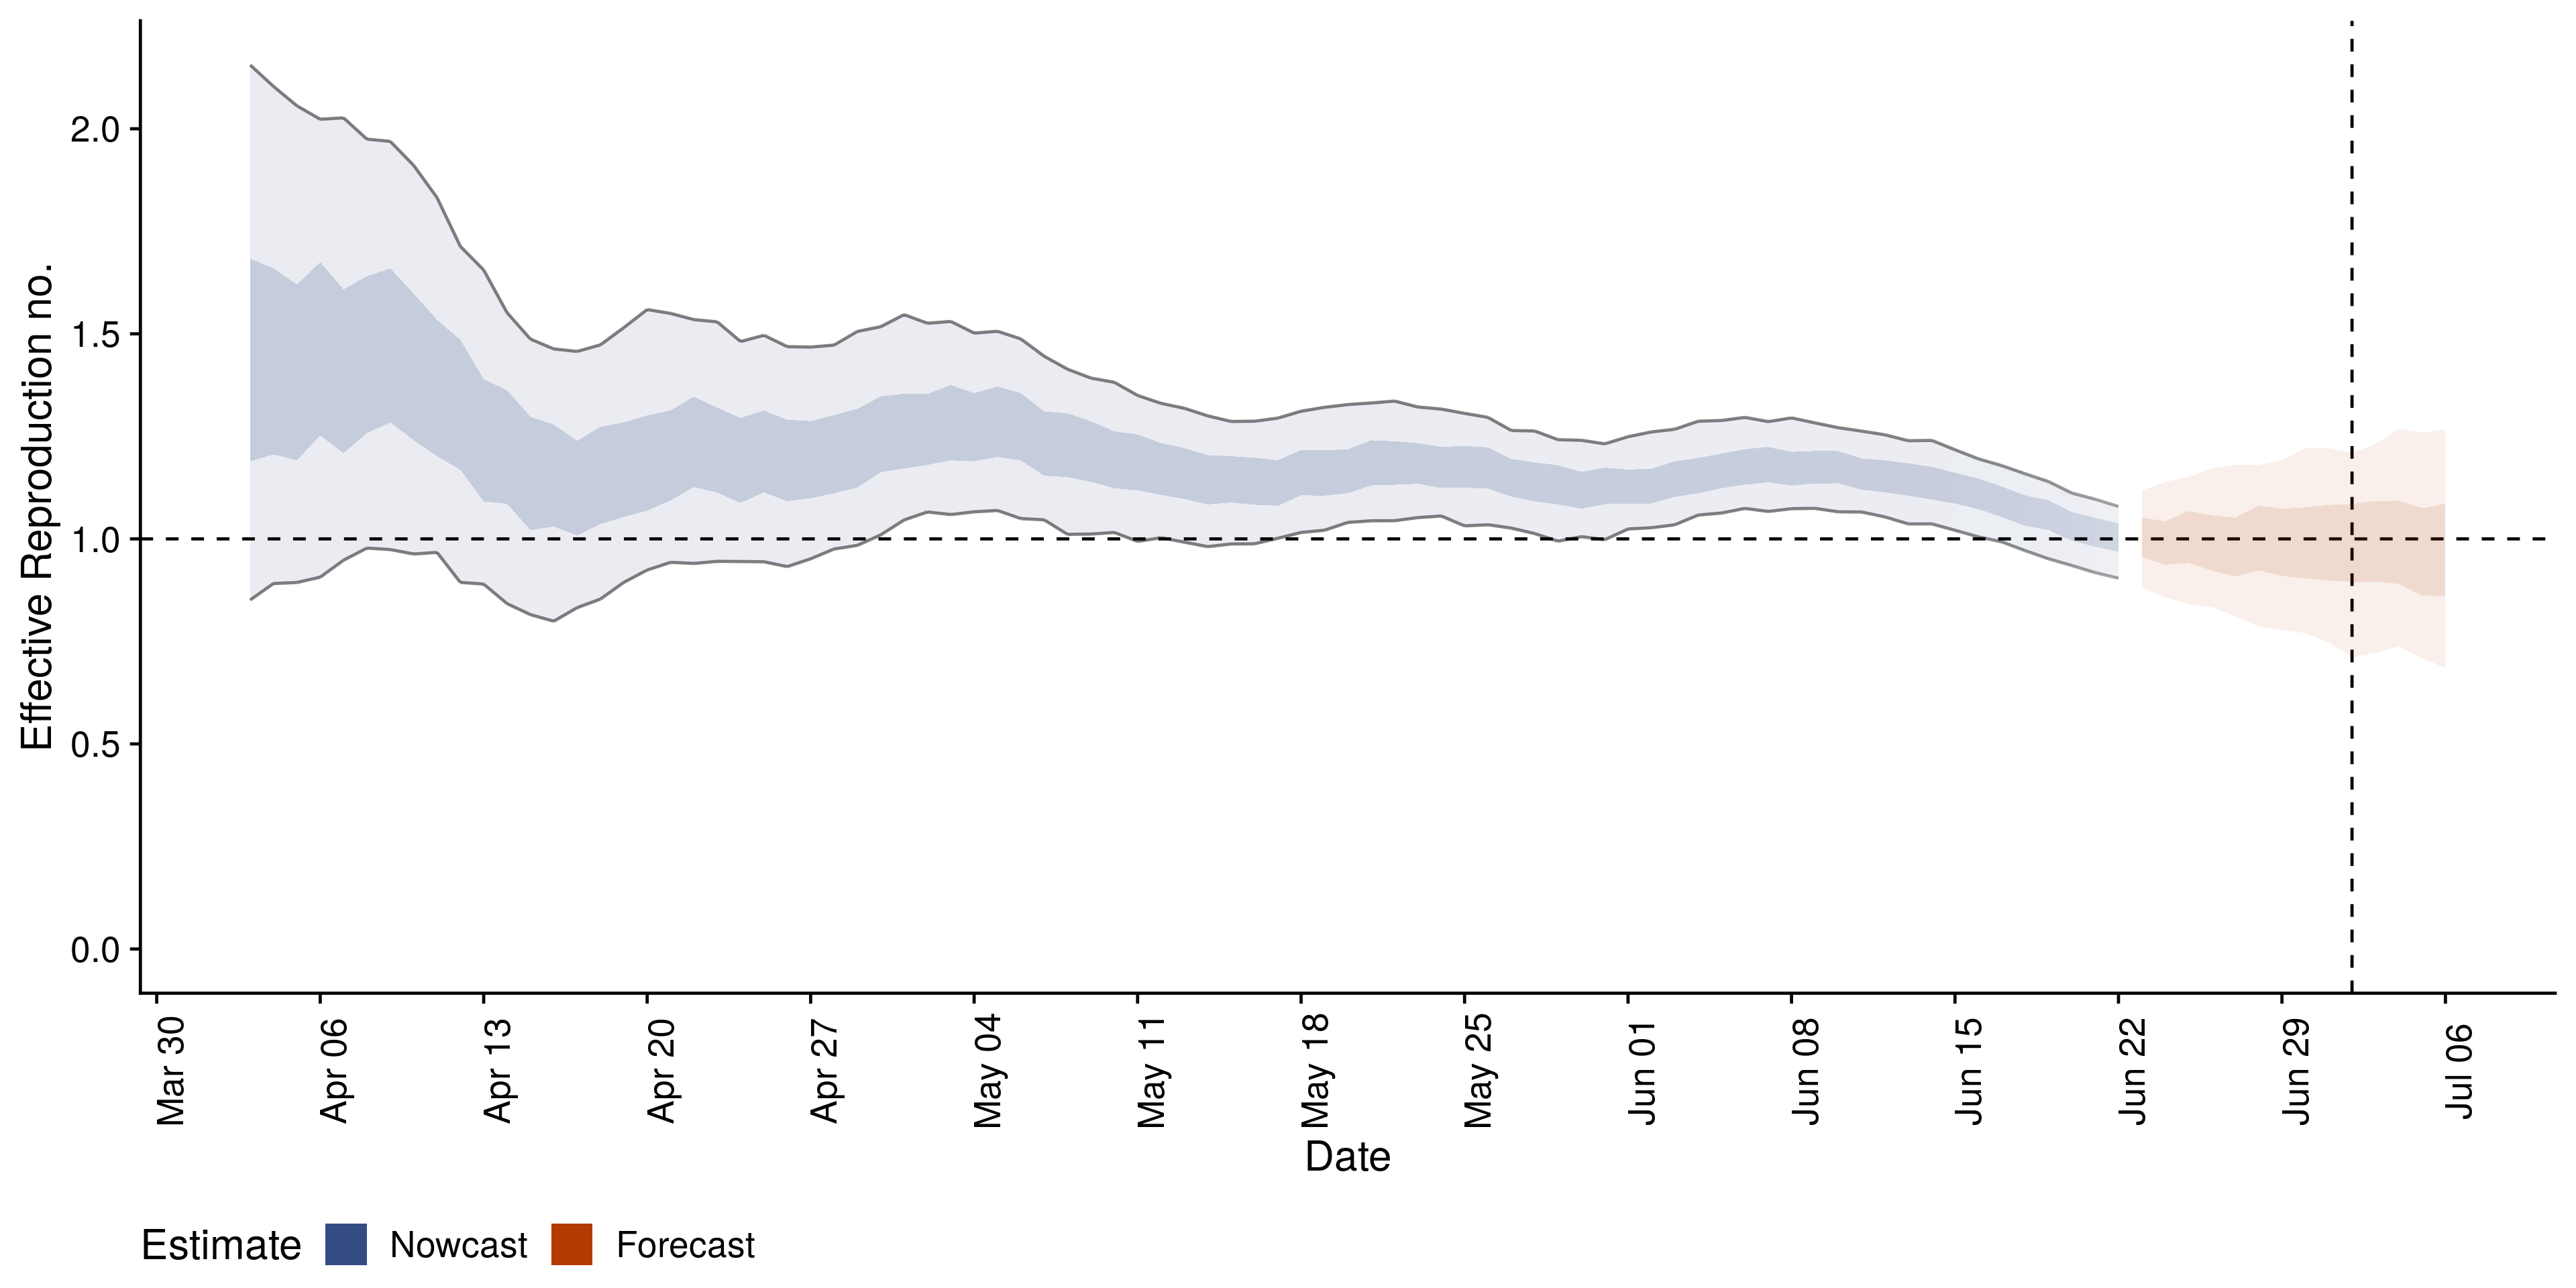 Effective Reproduction no.
2.0
1.5
1.0
0.5
0.0
Mar 30
Apr 06
Apr 13
Apr 20
Apr 27
May 04
May 11
May 18
May 25
Jun 01
Jun 08
Jun 15
Jun 22
Jun 29
Jul 06
Date
Estimate Nowcast Forecast